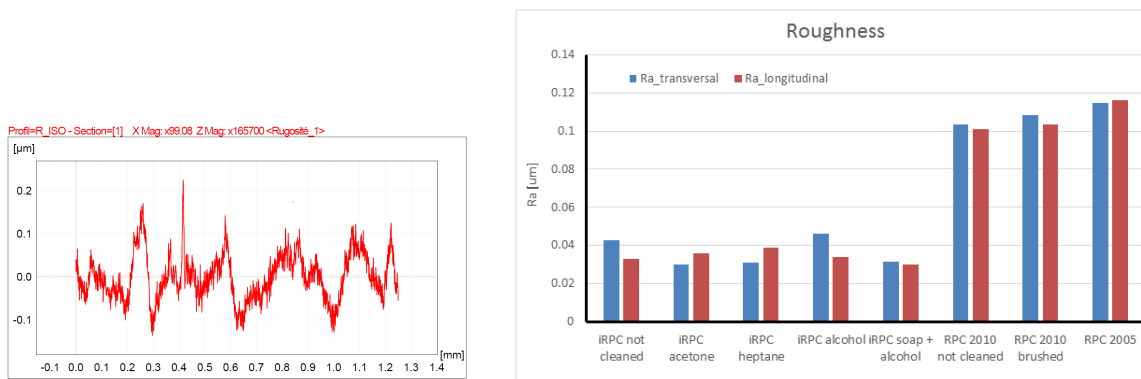 Profil=R_ISO - Section=[1] X Mag: x99.08 Z Mag: x165700 <Rugosité_1>
[µm]
0.2
0.1
0.0
-0.1
[mm]
-0.1 0.0 0.1 0.2 0.3 0.4 0.5 0.6 0.7 0.8 0.9 1.0 1.1 1.2 1.3 1.4
Roughness
0.14
0.12
0.1
0.08
0.06
0.04
0.02
0
Ra [um]
Ra_transversal Ra_longitudinal
iRPC not cleaned
iRPC acetone
iRPC heptane
iRPC alcohol
iRPC soap + alcohol
RPC 2010 not cleaned
RPC 2010 brushed
RPC 2005